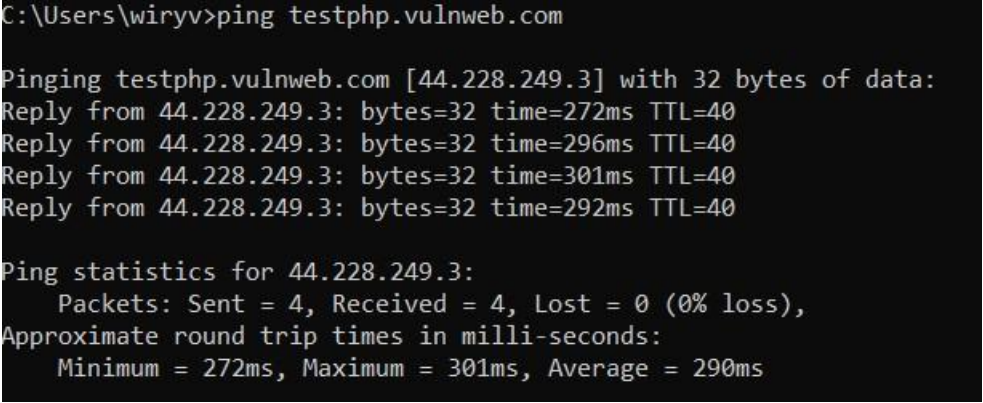 C:\Users\wiryv>ping testphp.vulnweb.com
Pinging testphp.vulnweb.com [44.228.249.3] with 32 bytes of data:
Reply from 44.228.249.3: bytes=32 time=272ms TTL=40
Reply from 44.228.249.3: bytes=32 time=296ms TTL=40
Reply from 44.228.249.3: bytes=32 time=301ms TTL=40
Reply from 44.228.249.3: bytes=32 time=292ms TTL=40
Ping statistics for 44.228.249.3:
    Packets: Sent = 4, Received = 4, Lost = 0 (0% loss),
Approximate round trip times in milli-seconds:
    Minimum = 272ms, Maximum = 301ms, Average = 290ms